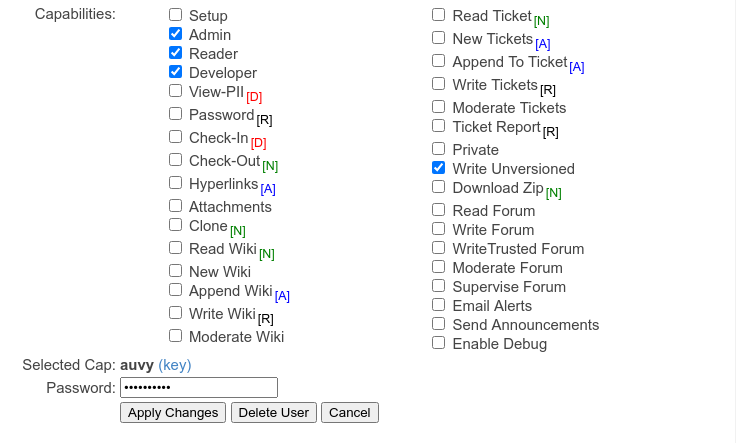 Capabilities:
Setup
Admin
Reader
Developer
View-PII[D]
Password[R]
Check-In[D]
Check-Out[N]
Hyperlinks[A]
Attachments
Clone[N]
Read Wiki[N]
New Wiki
Append Wiki[A]
Write Wiki[R]
Moderate Wiki
Read Ticket[N]
New Tickets[A]
Append To Ticket[A]
Write Tickets[R]
Moderate Tickets
Ticket Report[R]
Private
Write Unversioned
Download Zip[N]
Read Forum
Write Forum
WriteTrusted Forum
Moderate Forum
Supervise Forum
Email Alerts
Send Announcements
Enable Debug
Selected Cap: auvy (key)
Password: ••••••••••
Apply Changes Delete User Cancel